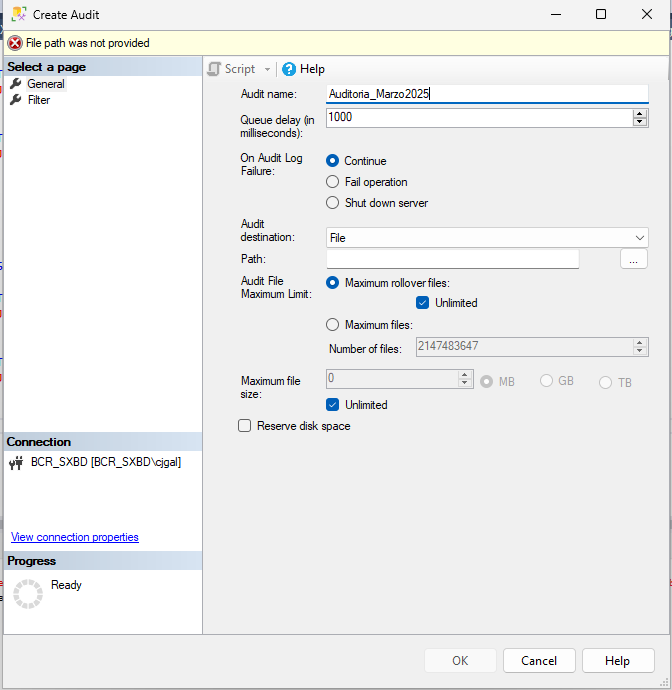 Create Audit
File path was not provided
Select a page
General
Filter
Script
Help
Audit name:
Auditoria_Marzo2025
Queue delay (in
milliseconds):
1000
On Audit Log
Failure:
Continue
Fail operation
Shut down server
Audit
destination:
File
Path:
...
Audit File
Maximum Limit:
Maximum rollover files:
Unlimited
Maximum files:
Number of files:
2147483647
Maximum file
size:
0
MB
GB
TB
Unlimited
Reserve disk space
Connection
BCR_SXBD [BCR_SXBD\cjgal]
View connection properties
Progress
Ready
OK
Cancel
Help